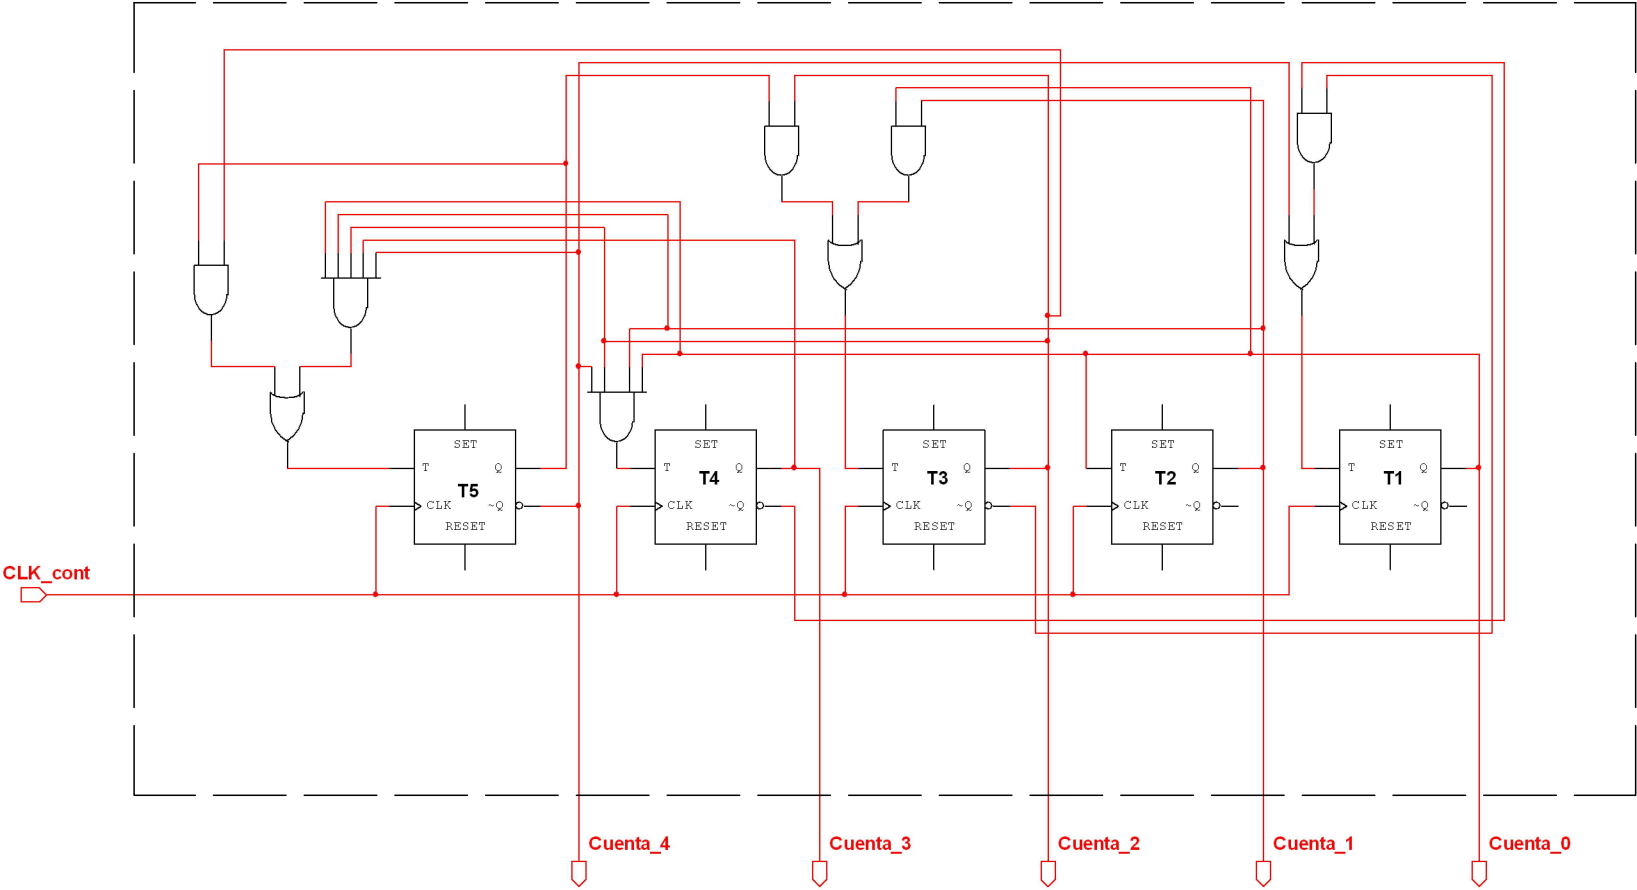 SET
T Q
T5
CLK ~Q
RESET
SET
T Q
T4
CLK ~Q
RESET
SET
T Q
T3
CLK ~Q
RESET
SET
T Q
T2
CLK ~Q
RESET
SET
T Q
T1
CLK ~Q
RESET
CLK_cont
Cuenta_4
Cuenta_3
Cuenta_2
Cuenta_1
Cuenta_0